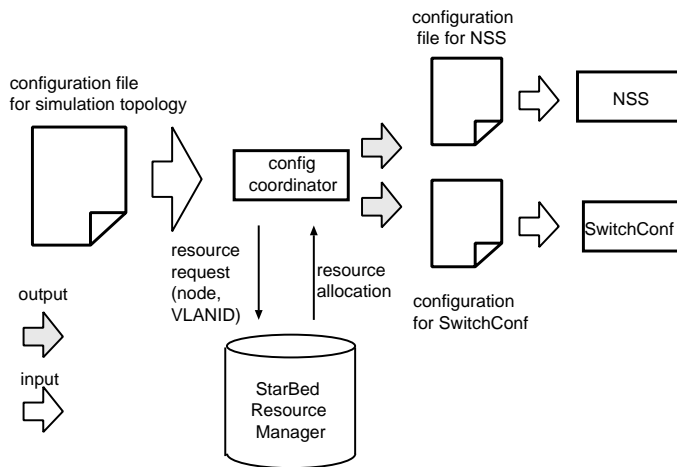 configuration
file for NSS
configuration file
for simulation topology
NSS
config
coordinator
SwitchConf
resource
request
(node,
VLANID)
resource
allocation
configuration
for SwitchConf
output
input
StarBed
Resource
Manager